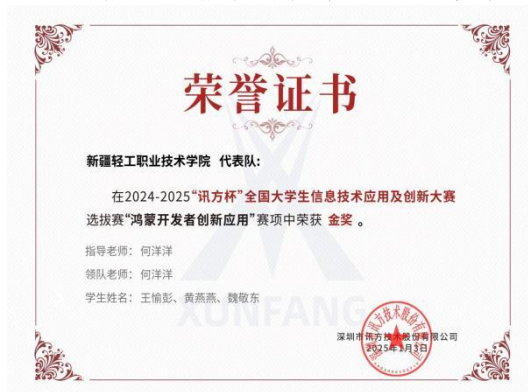 荣誉证书
新疆轻工职业技术学院 代表队:
在2024-2025“讯方杯”全国大学生信息技术应用及创新大赛
选拔赛“鸿蒙开发者创新应用”赛项中荣获 金奖 。
指导老师: 何洋洋
领队老师: 何洋洋
学生姓名: 王愉彭、黄燕燕、魏敬东
XUNFANG
深圳市讯方技术股份有限公司
2025年1月3日